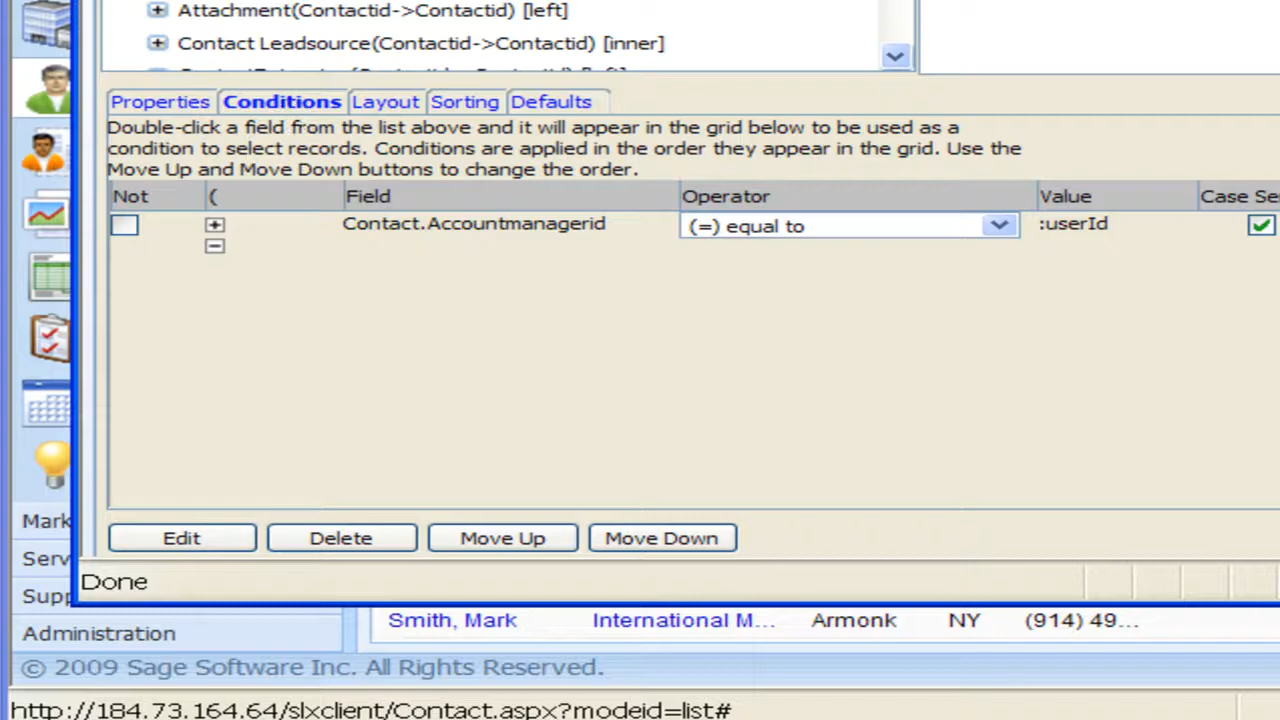 Attachment(Contactid->Contactid) [left]
Contact Leadsource(Contactid->Contactid) [inner]
Properties Conditions Layout Sorting Defaults
Double-click a field from the list above and it will appear in the grid below to be used as a
condition to select records. Conditions are applied in the order they appear in the grid. Use the
Move Up and Move Down buttons to change the order.
Not ( Field Operator Value Case Se
Contact.Accountmanagerid (=) equal to :userId
Edit Delete Move Up Move Down
Mark
Serv
Supp
Done
Smith, Mark International M... Armonk NY (914) 49...
Administration
© 2009 Sage Software Inc. All Rights Reserved.
http://184.73.164.64/slxclient/Contact.aspx?modeid=list#